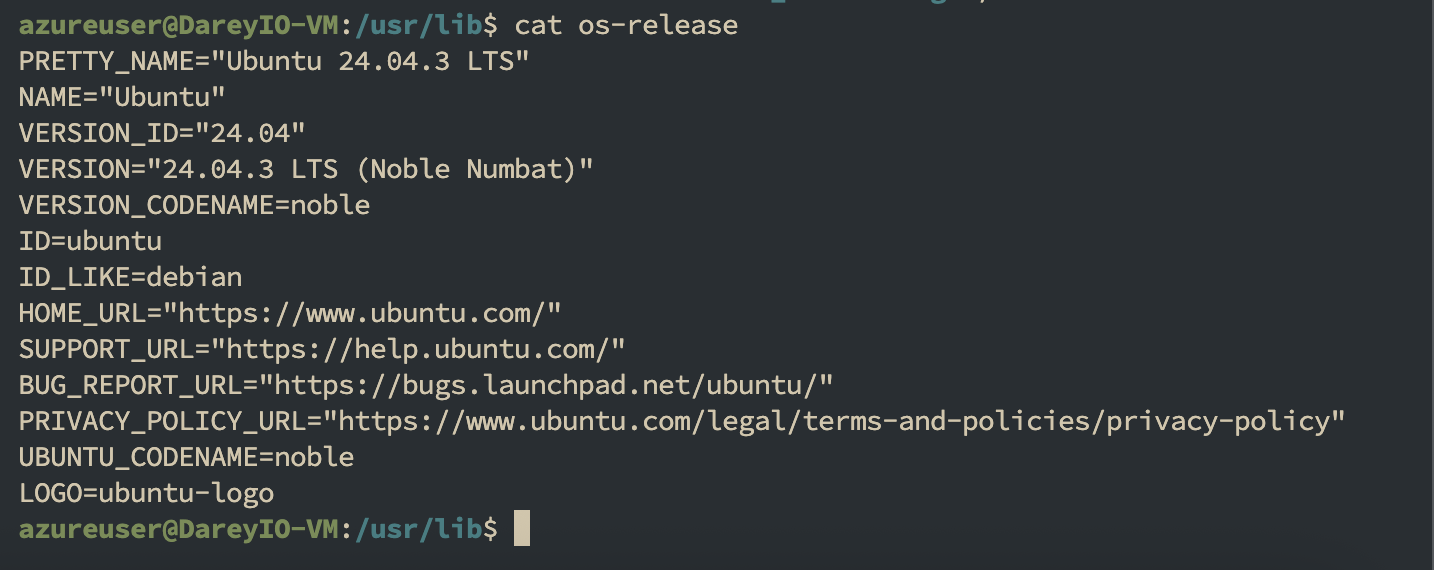 azureuser@DareyIO-VM:/usr/lib$ cat os-release
PRETTY_NAME="Ubuntu 24.04.3 LTS"
NAME="Ubuntu"
VERSION_ID="24.04"
VERSION="24.04.3 LTS (Noble Numbat)"
VERSION_CODENAME=noble
ID=ubuntu
ID_LIKE=debian
HOME_URL="https://www.ubuntu.com/"
SUPPORT_URL="https://help.ubuntu.com/"
BUG_REPORT_URL="https://bugs.launchpad.net/ubuntu/"
PRIVACY_POLICY_URL="https://www.ubuntu.com/legal/terms-and-policies/privacy-policy"
UBUNTU_CODENAME=noble
LOGO=ubuntu-logo
azureuser@DareyIO-VM:/usr/lib$